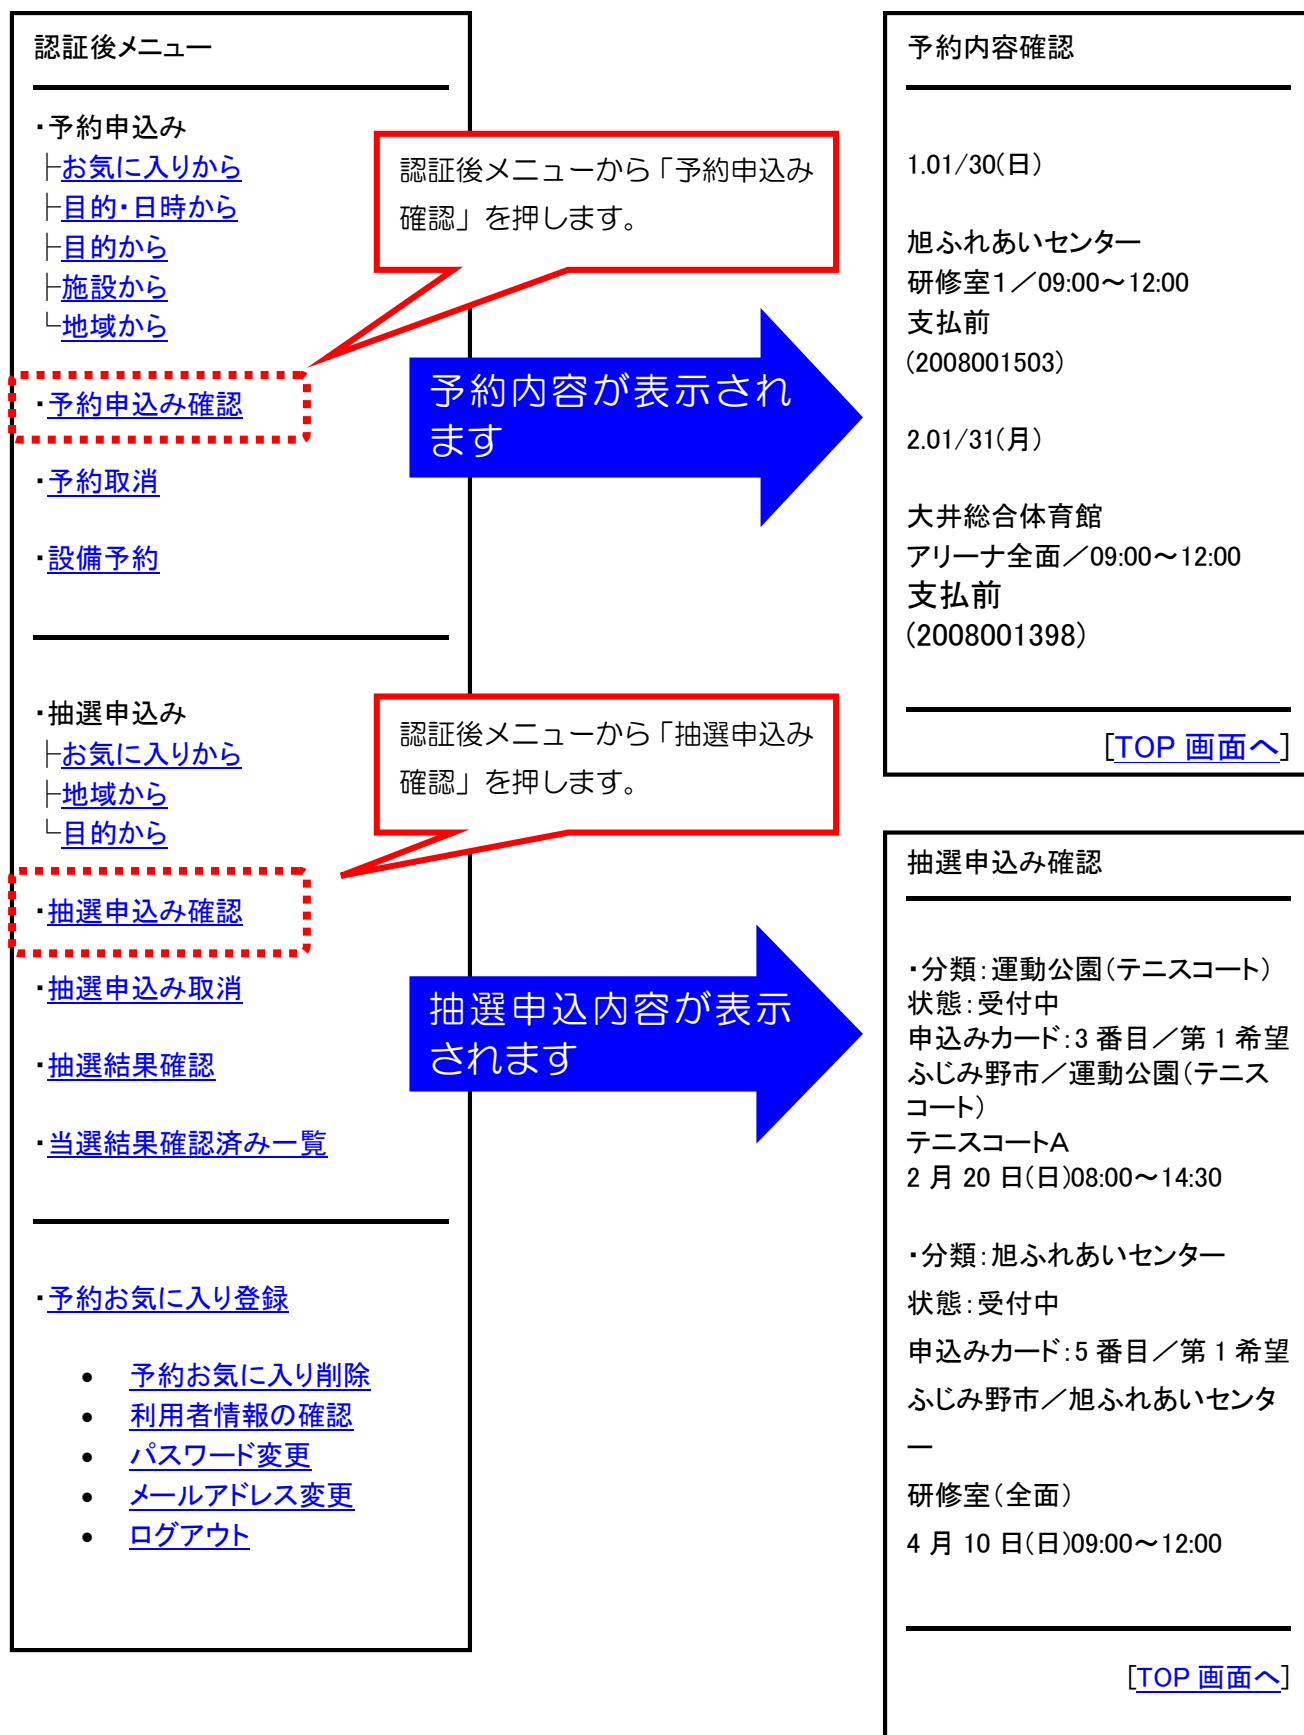 認証後メニュー
・予約申込み
├お気に入りから
├目的・日時から
├目的から
├施設から
└地域から
・予約申込み確認
・予約取消
・設備予約
・抽選申込み
├お気に入りから
├地域から
└目的から
・抽選申込み確認
・抽選申込み取消
・抽選結果確認
・当選結果確認済み一覧
・予約お気に入り登録
• 予約お気に入り削除
• 利用者情報の確認
• パスワード変更
• メールアドレス変更
• ログアウト
認証後メニューから「予約申込み
確認」を押します。
予約内容が表示され
ます
認証後メニューから「抽選申込み
確認」を押します。
抽選申込内容が表示
されます
予約内容確認
1.01/30(日)
旭ふれあいセンター
研修室1／09:00～12:00
支払前
(2008001503)
2.01/31(月)
大井総合体育館
アリーナ全面／09:00～12:00
支払前
(2008001398)
[TOP 画面へ]
抽選申込み確認
・分類：運動公園(テニスコート)
状態：受付中
申込みカード：3 番目／第 1 希望
ふじみ野市／運動公園(テニス
コート)
テニスコートA
2 月 20 日(日)08:00～14:30
・分類：旭ふれあいセンター
状態：受付中
申込みカード：5 番目／第 1 希望
ふじみ野市／旭ふれあいセンタ
ー
研修室(全面)
4 月 10 日(日)09:00～12:00
[TOP 画面へ]